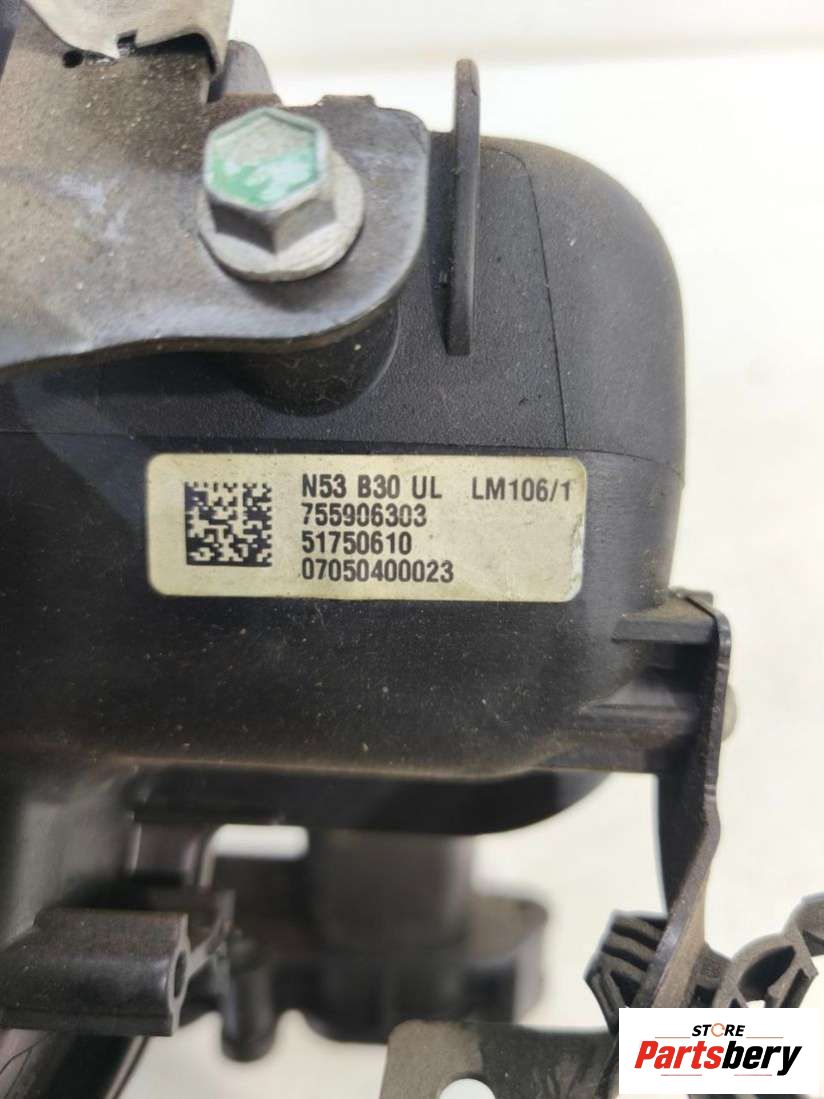 N53 B30 UL LM106/1
755906303
51750610
07050400023
STORE
Partsbery